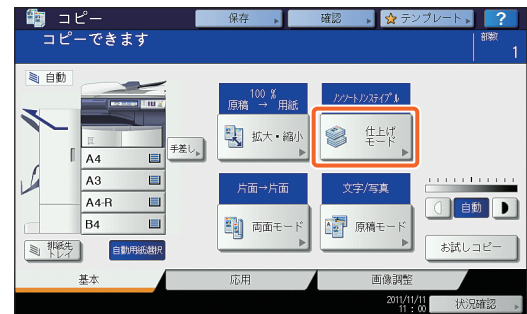 コピー
保存
確認
テンプレート
?
コピーできます
部数
1
自動
100 %
原稿 → 用紙
ノンソート/ノンステイプル
拡大・縮小
仕上げ
モード
手差し
A4
A3
A4-R
B4
片面→片面
文字/写真
両面モード
原稿モード
自動
排紙先
トレイ
自動用紙選択
お試しコピー
基本
応用
画像調整
2011/11/11
11 : 00
状況確認